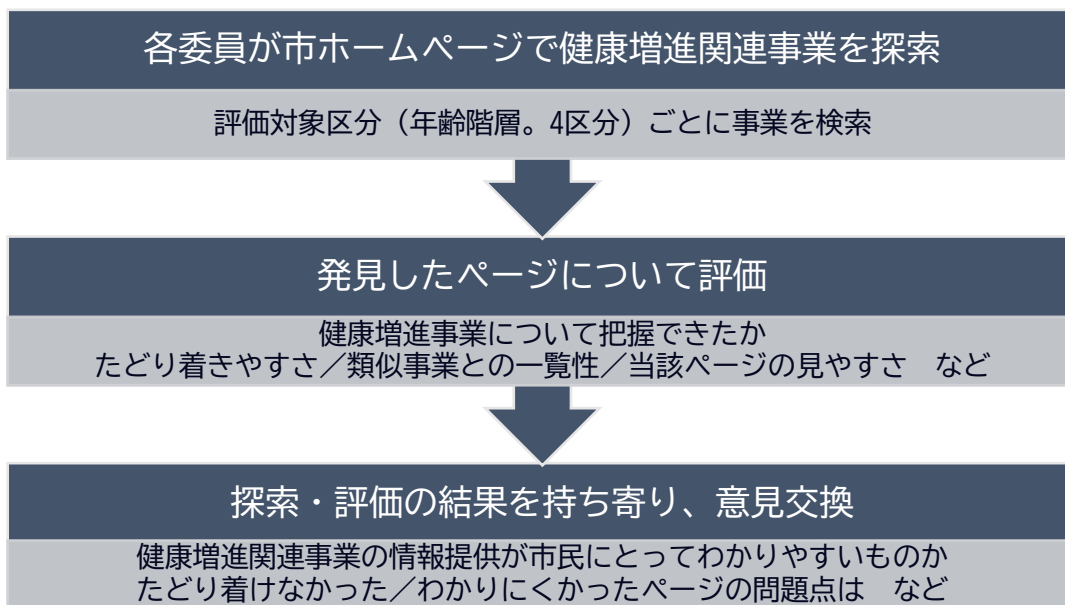 各委員が市ホームページで健康増進関連事業を探索
評価対象区分（年齢階層。4区分）ごとに事業を検索
発見したページについて評価
健康増進事業について把握できたか
たどり着きやすさ／類似事業との一覧性／当該ページの見やすさ　など
探索・評価の結果を持ち寄り、意見交換
健康増進関連事業の情報提供が市民にとってわかりやすいものか
たどり着けなかった／わかりにくかったページの問題点は　など